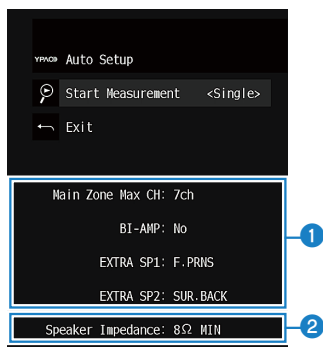 YPAO Auto Setup
Start Measurement <Single>
Exit
Main Zone Max CH: 7ch
BI-AMP: No
EXTRA SP1: F.PRNS
EXTRA SP2: SUR.BACK
1
Speaker Impedance: 8Ω MIN
2